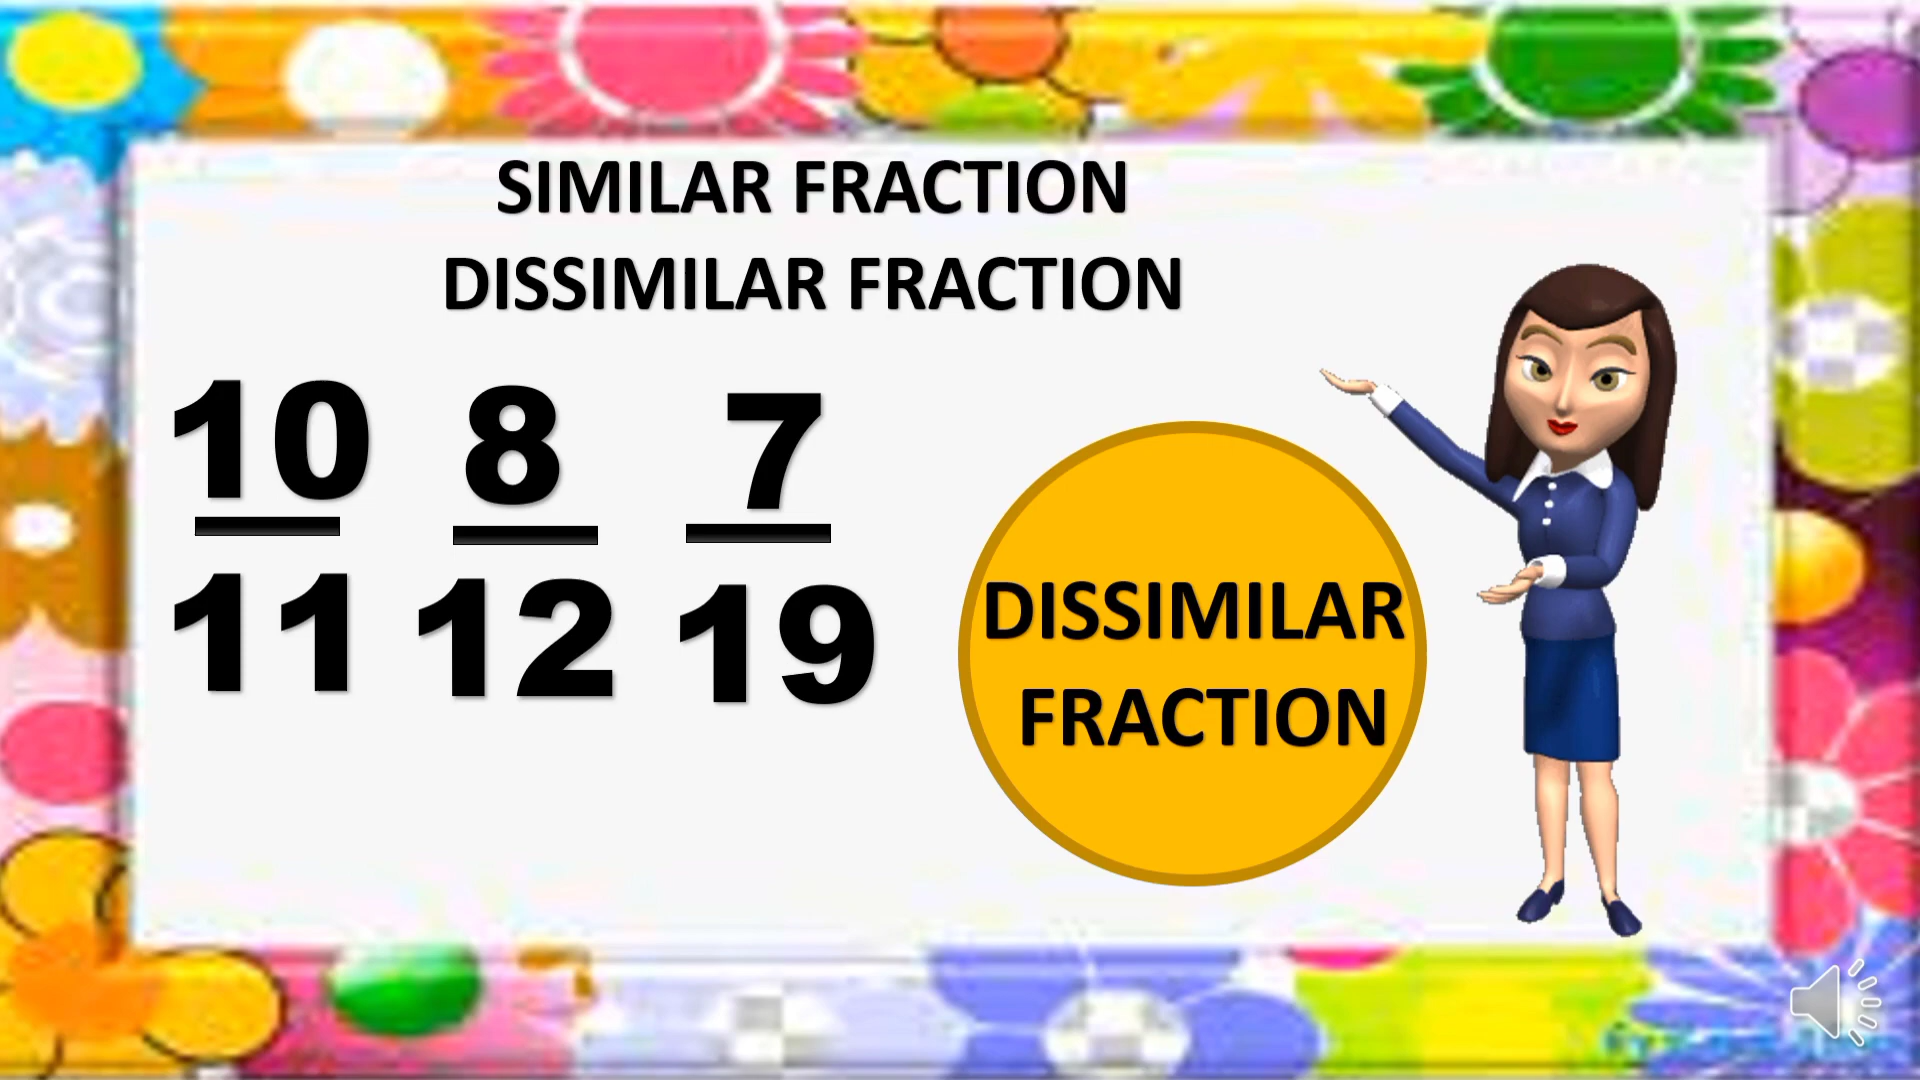 SIMILAR FRACTION
DISSIMILAR FRACTION
10 8 7
11 12 19
DISSIMILAR
FRACTION